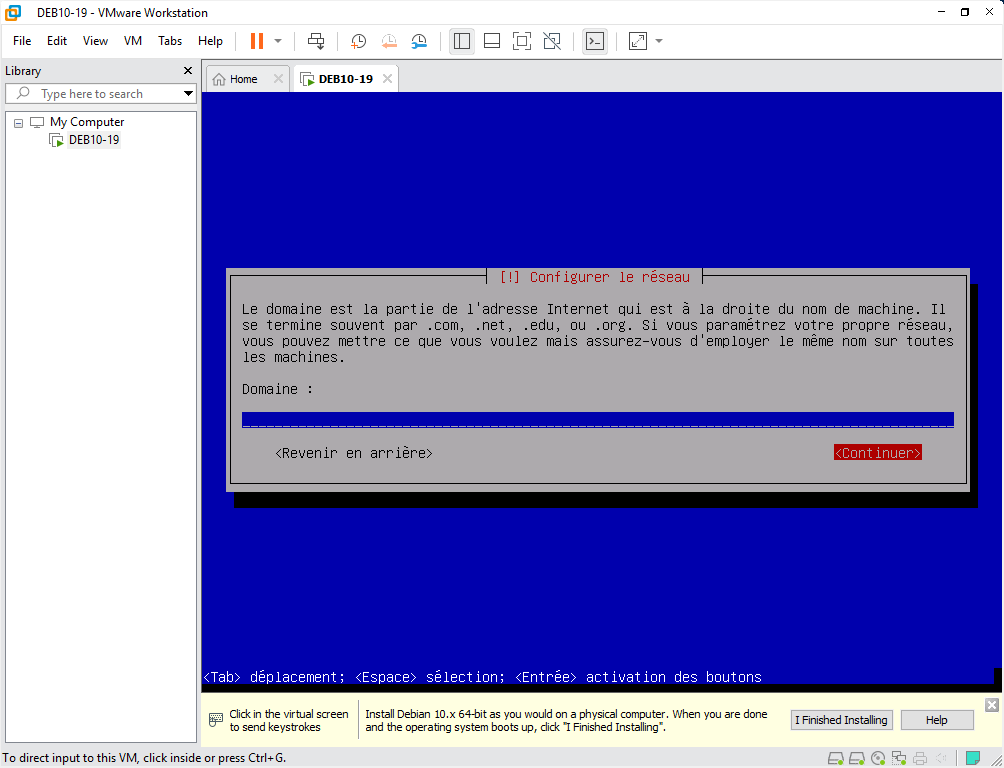 DEB10-19 - VMware Workstation
File Edit View VM Tabs Help
Library
Type here to search
My Computer
DEB10-19
Home
DEB10-19
[!] Configurer le réseau
Le domaine est la partie de l'adresse Internet qui est à la droite du nom de machine. Il
se termine souvent par .com, .net, .edu, ou .org. Si vous paramétrez votre propre réseau,
vous pouvez mettre ce que vous voulez mais assurez-vous d'employer le même nom sur toutes
les machines.
Domaine :
<Revenir en arrière> <Continuer>
<Tab> déplacement; <Espace> sélection; <Entrée> activation des boutons
Click in the virtual screen
to send keystrokes
Install Debian 10.x 64-bit as you would on a physical computer. When you are done
and the operating system boots up, click "I Finished Installing".
I Finished Installing
Help
To direct input to this VM, click inside or press Ctrl+G.